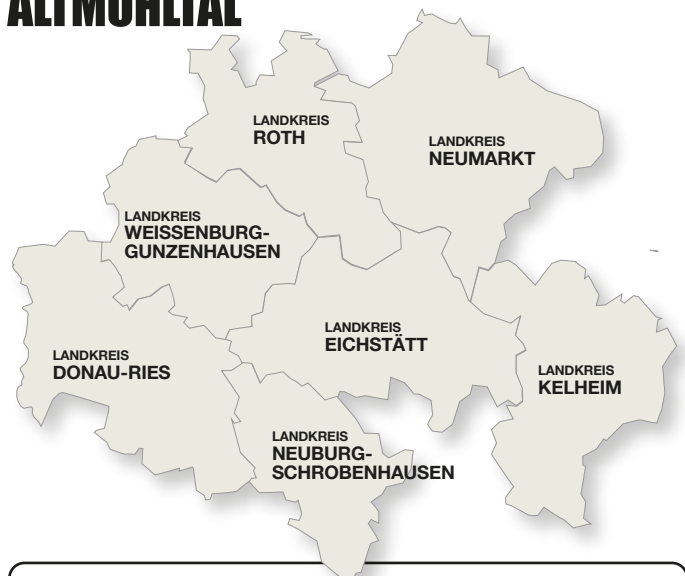 ALTMÜHLTAL
LANDKREIS
ROTH
LANDKREIS
NEUMARKT
LANDKREIS
WEISSENBURG-
GUNZENHAUSEN
LANDKREIS
EICHSTÄTT
LANDKREIS
DONAU-RIES
LANDKREIS
KELHEIM
LANDKREIS
NEUBURG-
SCHROBENHAUSEN